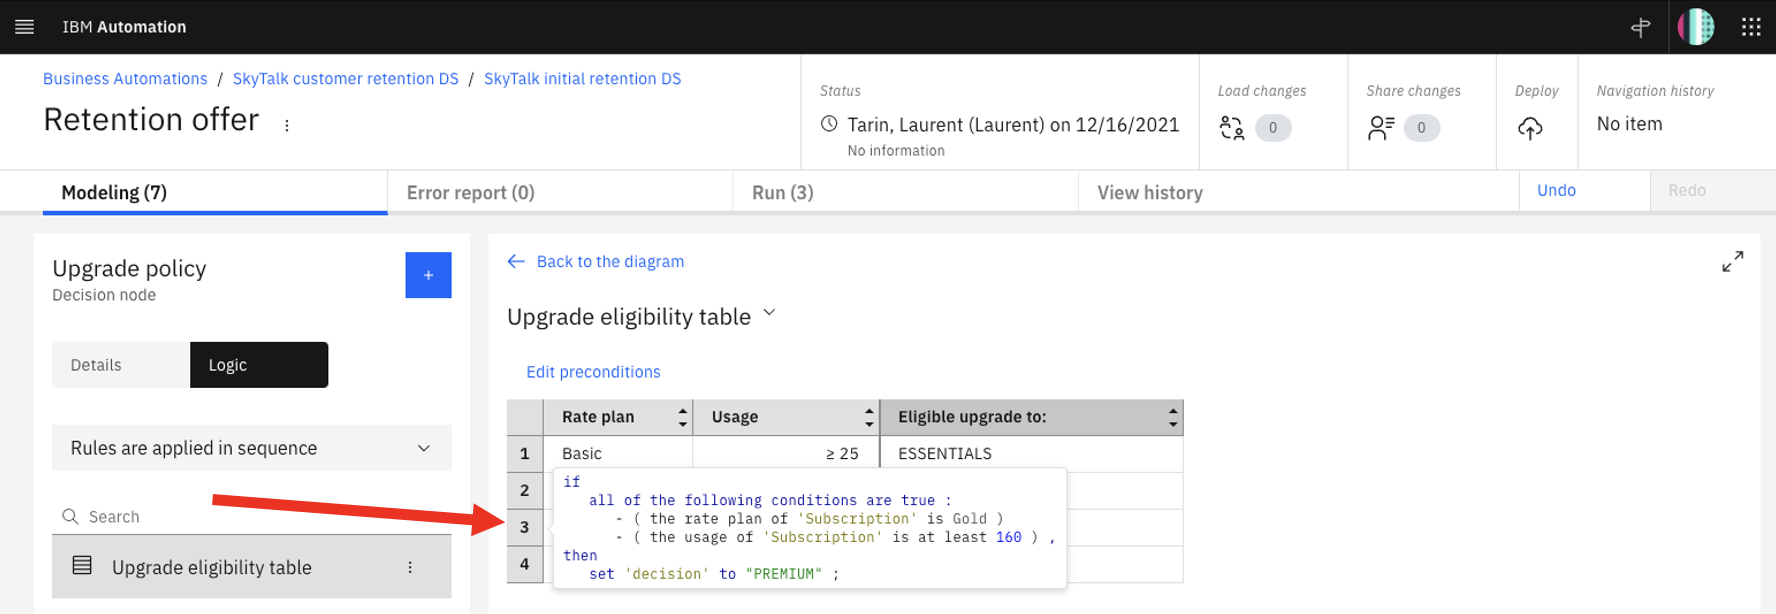 IBM Automation
Business Automations / SkyTalk customer retention DS / SkyTalk initial retention DS
Retention offer
Status
Tarin, Laurent (Laurent) on 12/16/2021
No information
Load changes
0
Share changes
0
Deploy
Navigation history
No item
Modeling (7)
Error report (0)
Run (3)
View history
Undo
Redo
Upgrade policy
Decision node
+
Details
Logic
Rules are applied in sequence
Search
Upgrade eligibility table
Back to the diagram
Upgrade eligibility table
Edit preconditions
Rate plan Usage Eligible upgrade to:
1 Basic ≥ 25 ESSENTIALS
2
3
4
if
all of the following conditions are true :
- ( the rate plan of 'Subscription' is Gold )
- ( the usage of 'Subscription' is at least 160 ) ,
then
set 'decision' to "PREMIUM" ;